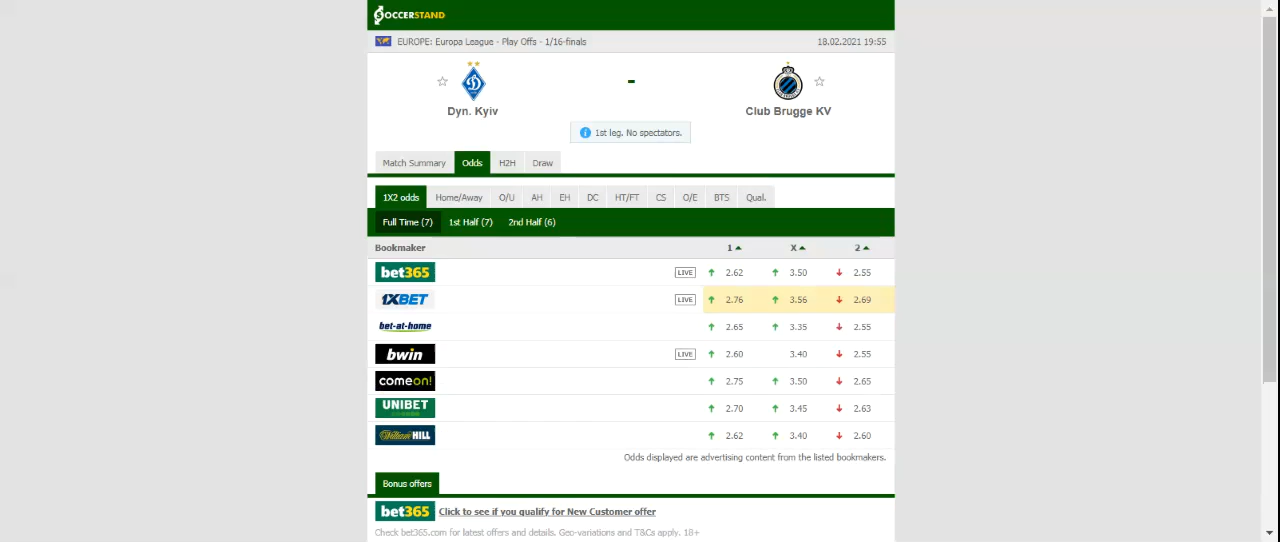 SOCCERSTAND
EUROPE: Europa League - Play Offs - 1/16-finals 18.02.2021 19:55
-
Dyn. Kyiv Club Brugge KV
1st leg. No spectators.
Match Summary Odds H2H Draw
1X2 odds Home/Away O/U AH EH DC HT/FT CS O/E BTS Qual.
Full Time (7) 1st Half (7) 2nd Half (6)
Bookmaker 1 X 2
bet365 LIVE 2.62 3.50 2.55
1XBET LIVE 2.76 3.56 2.69
bet-at-home 2.65 3.35 2.55
bwin LIVE 2.60 3.40 2.55
comeon! 2.75 3.50 2.65
UNIBET 2.70 3.45 2.63
William HILL 2.62 3.40 2.60
Odds displayed are advertising content from the listed bookmakers.
Bonus offers
bet365 Click to see if you qualify for New Customer offer
Check bet365.com for latest offers and details. Geo-variations and T&Cs apply. 18+